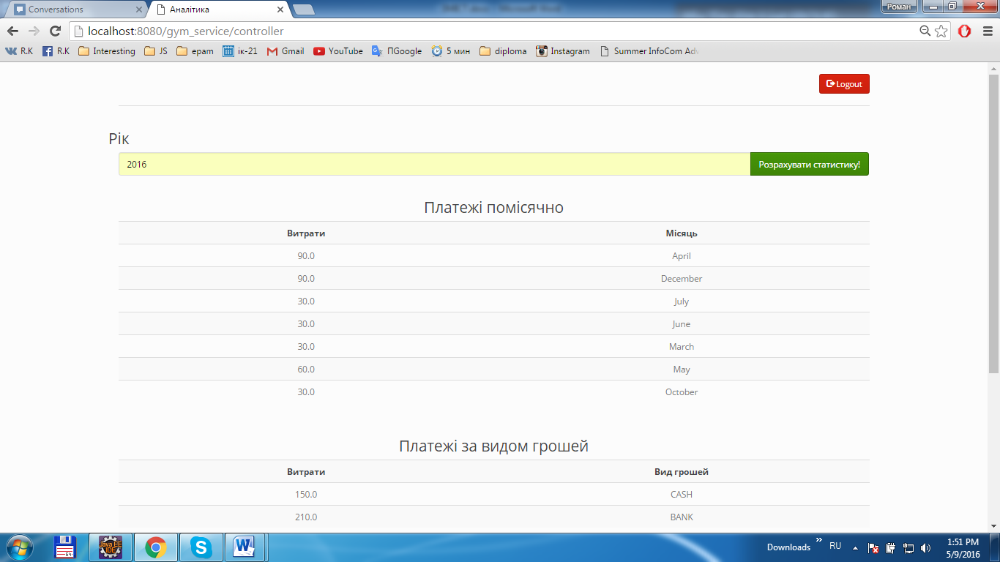 Conversations
Аналітика
Роман
localhost:8080/gym_service/controller
R.K R.K Interesting JS epam ік-21 Gmail YouTube ПGoogle 5 мин diploma Instagram Summer InfoCom
Logout
Рік
2016 Розрахувати статистику!
Платежі помісячно
Витрати Місяць
90.0 April
90.0 December
30.0 July
30.0 June
30.0 March
60.0 May
30.0 October
Платежі за видом грошей
Витрати Вид грошей
150.0 CASH
210.0 BANK
64 Java EE IDE Downloads RU 1:51 PM
5/9/2016